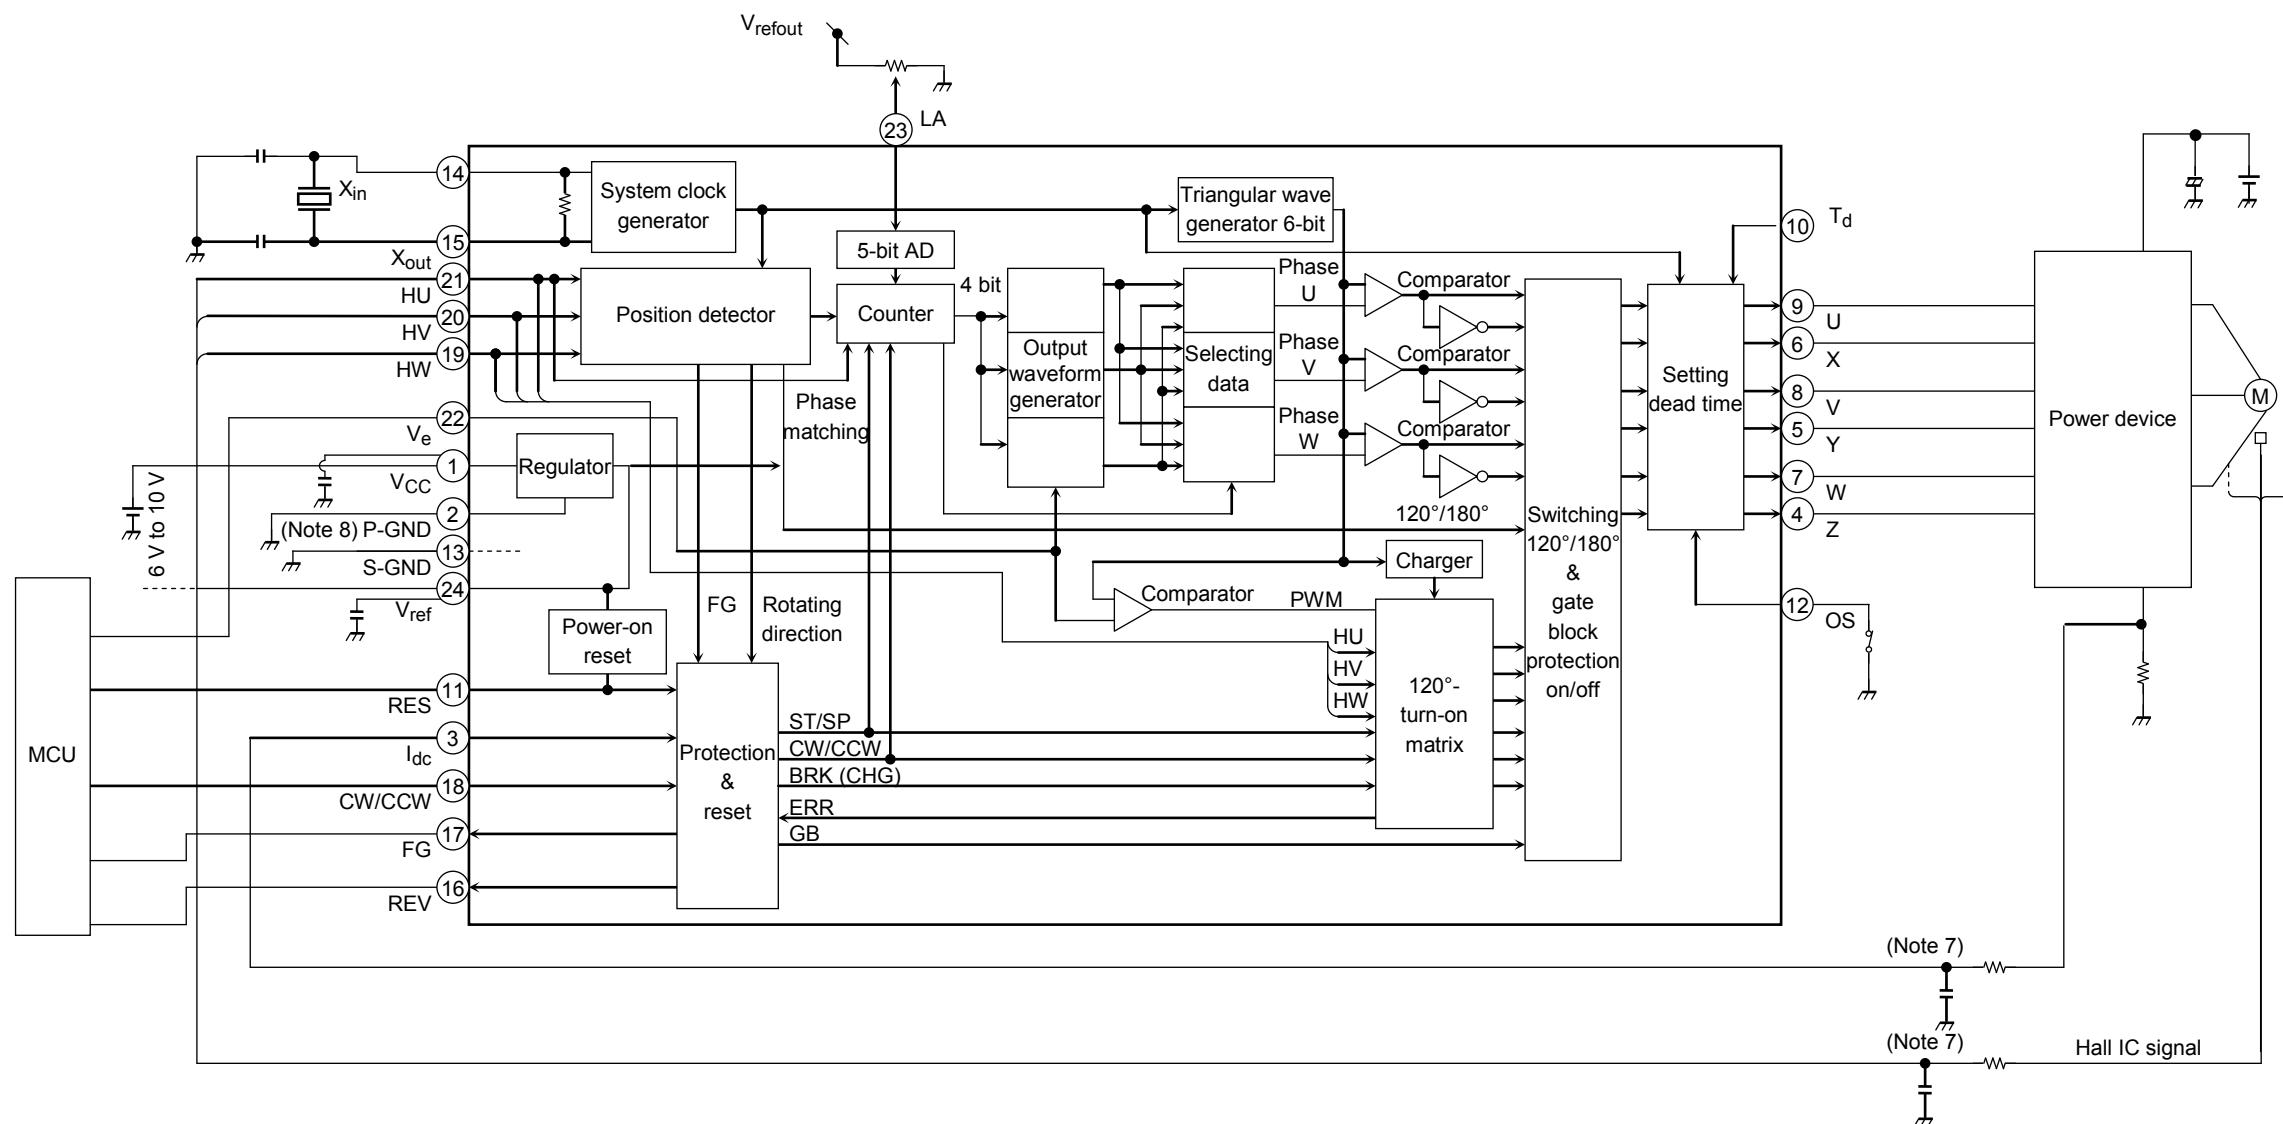 Vrefout
LA
23
14
Xin
15
Xout
21
HU
20
HV
19
HW
22
Ve
1
VCC
2
(Note 8) P-GND
13
S-GND
24
Vref
6 V to 10 V
MCU
11
RES
3
Idc
18
CW/CCW
17
FG
16
REV
System clock
generator
5-bit AD
Position detector
Counter
4 bit
Phase
matching
Regulator
Power-on
reset
FG
Rotating
direction
Protection
&
reset
ST/SP
CW/CCW
BRK (CHG)
ERR
GB
Output
waveform
generator
Selecting
data
Triangular wave
generator 6-bit
Phase
U
Phase
V
Phase
W
Comparator
Comparator
Comparator
120°/180°
Comparator
PWM
Charger
HU
HV
HW
120°-
turn-on
matrix
Switching
120°/180°
&
gate
block
protection
on/off
Setting
dead time
10
Td
9
U
6
X
8
V
5
Y
7
W
4
Z
12
OS
Power device
M
(Note 7)
(Note 7)
Hall IC signal